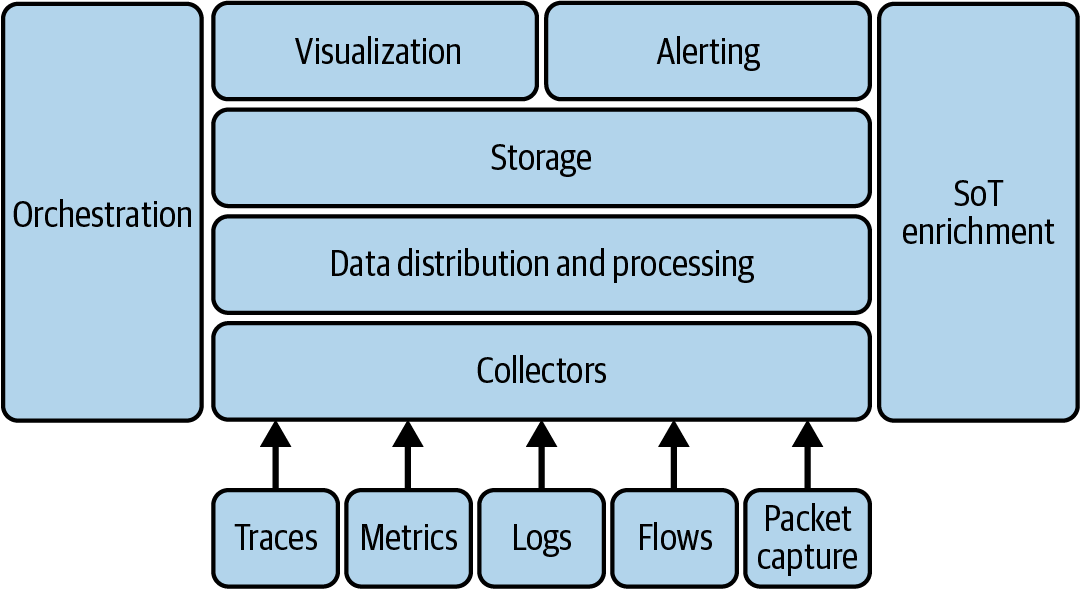 Visualization
Alerting
Storage
Orchestration
SoT
enrichment
Data distribution and processing
Collectors
Traces
Metrics
Logs
Flows
Packet
capture